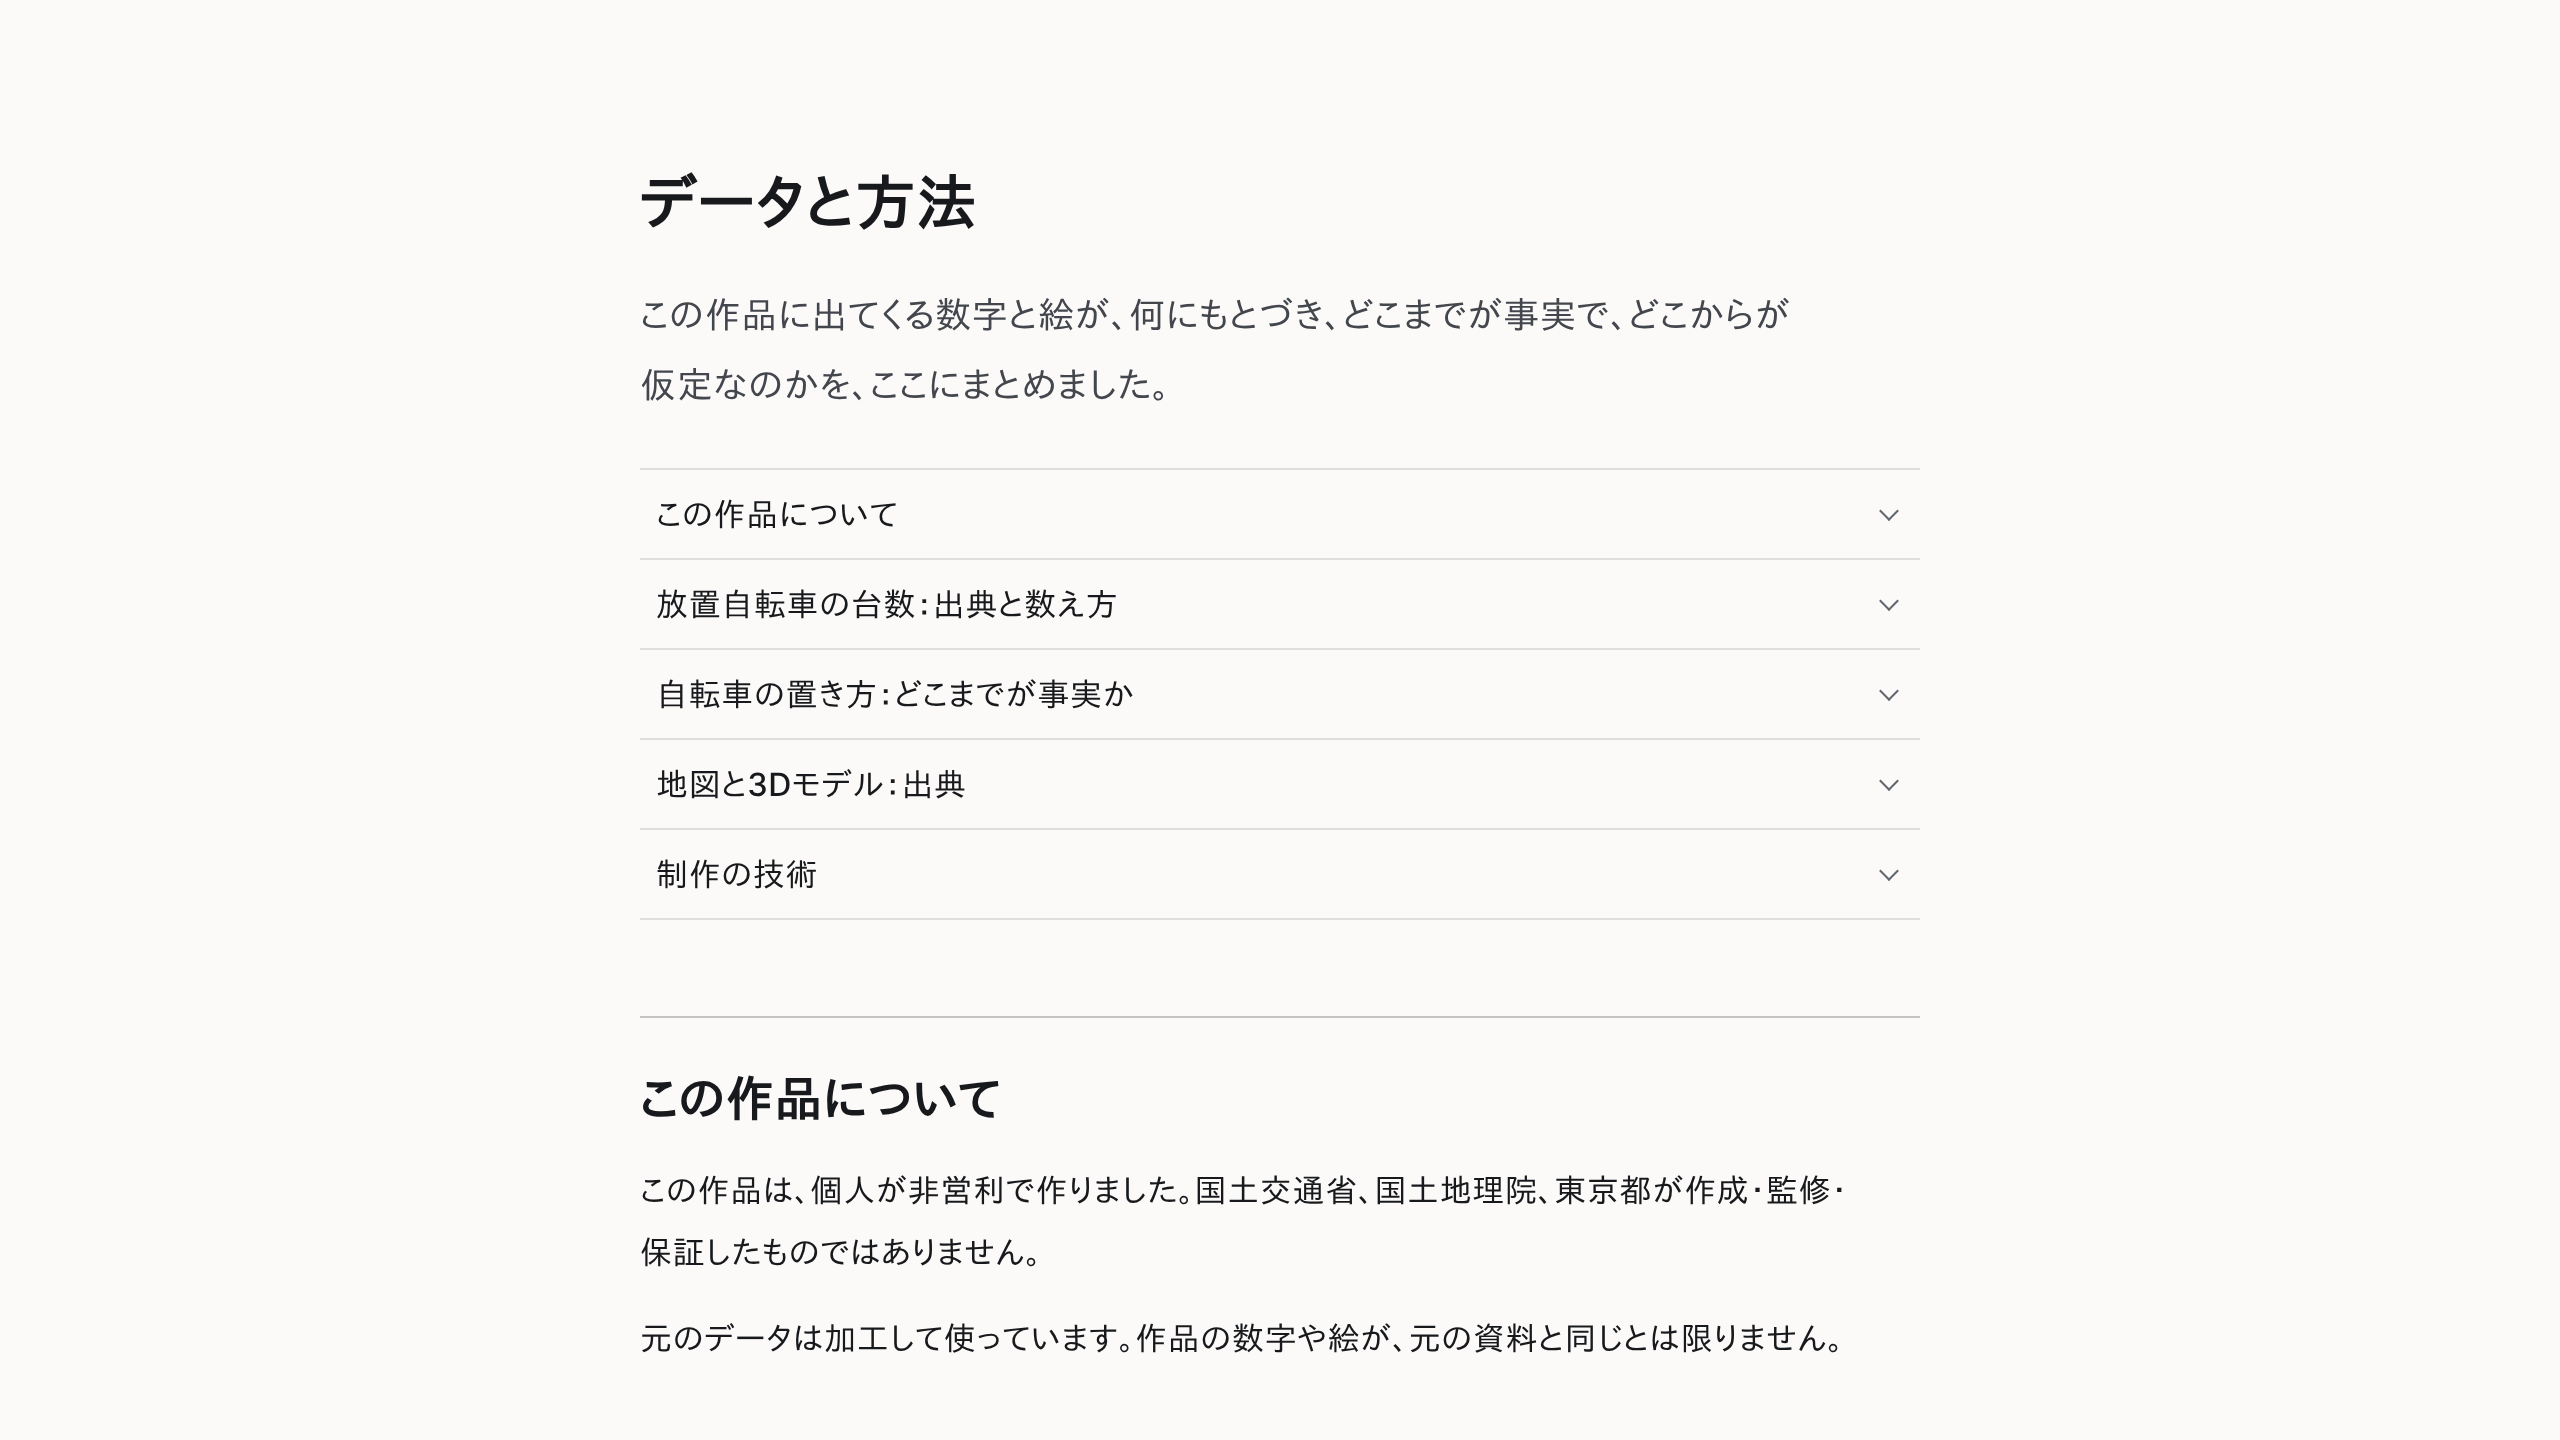 データと方法
この作品に出てくる数字と絵が、何にもとづき、どこまでが事実で、どこからが
仮定なのかを、ここにまとめました。
この作品について
放置自転車の台数:出典と数え方
自転車の置き方:どこまでが事実か
地図と3Dモデル:出典
制作の技術
この作品について
この作品は、個人が非営利で作りました。国土交通省、国土地理院、東京都が作成・監修・
保証したものではありません。
元のデータは加工して使っています。作品の数字や絵が、元の資料と同じとは限りません。